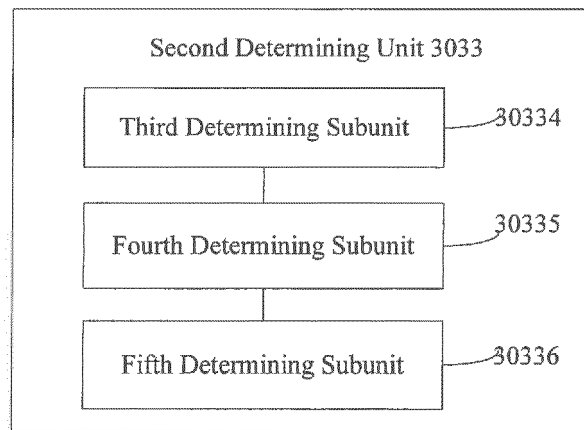 Second Determining Unit 3033
Third Determining Subunit
30334
Fourth Determining Subunit
30335
Fifth Determining Subunit
30336